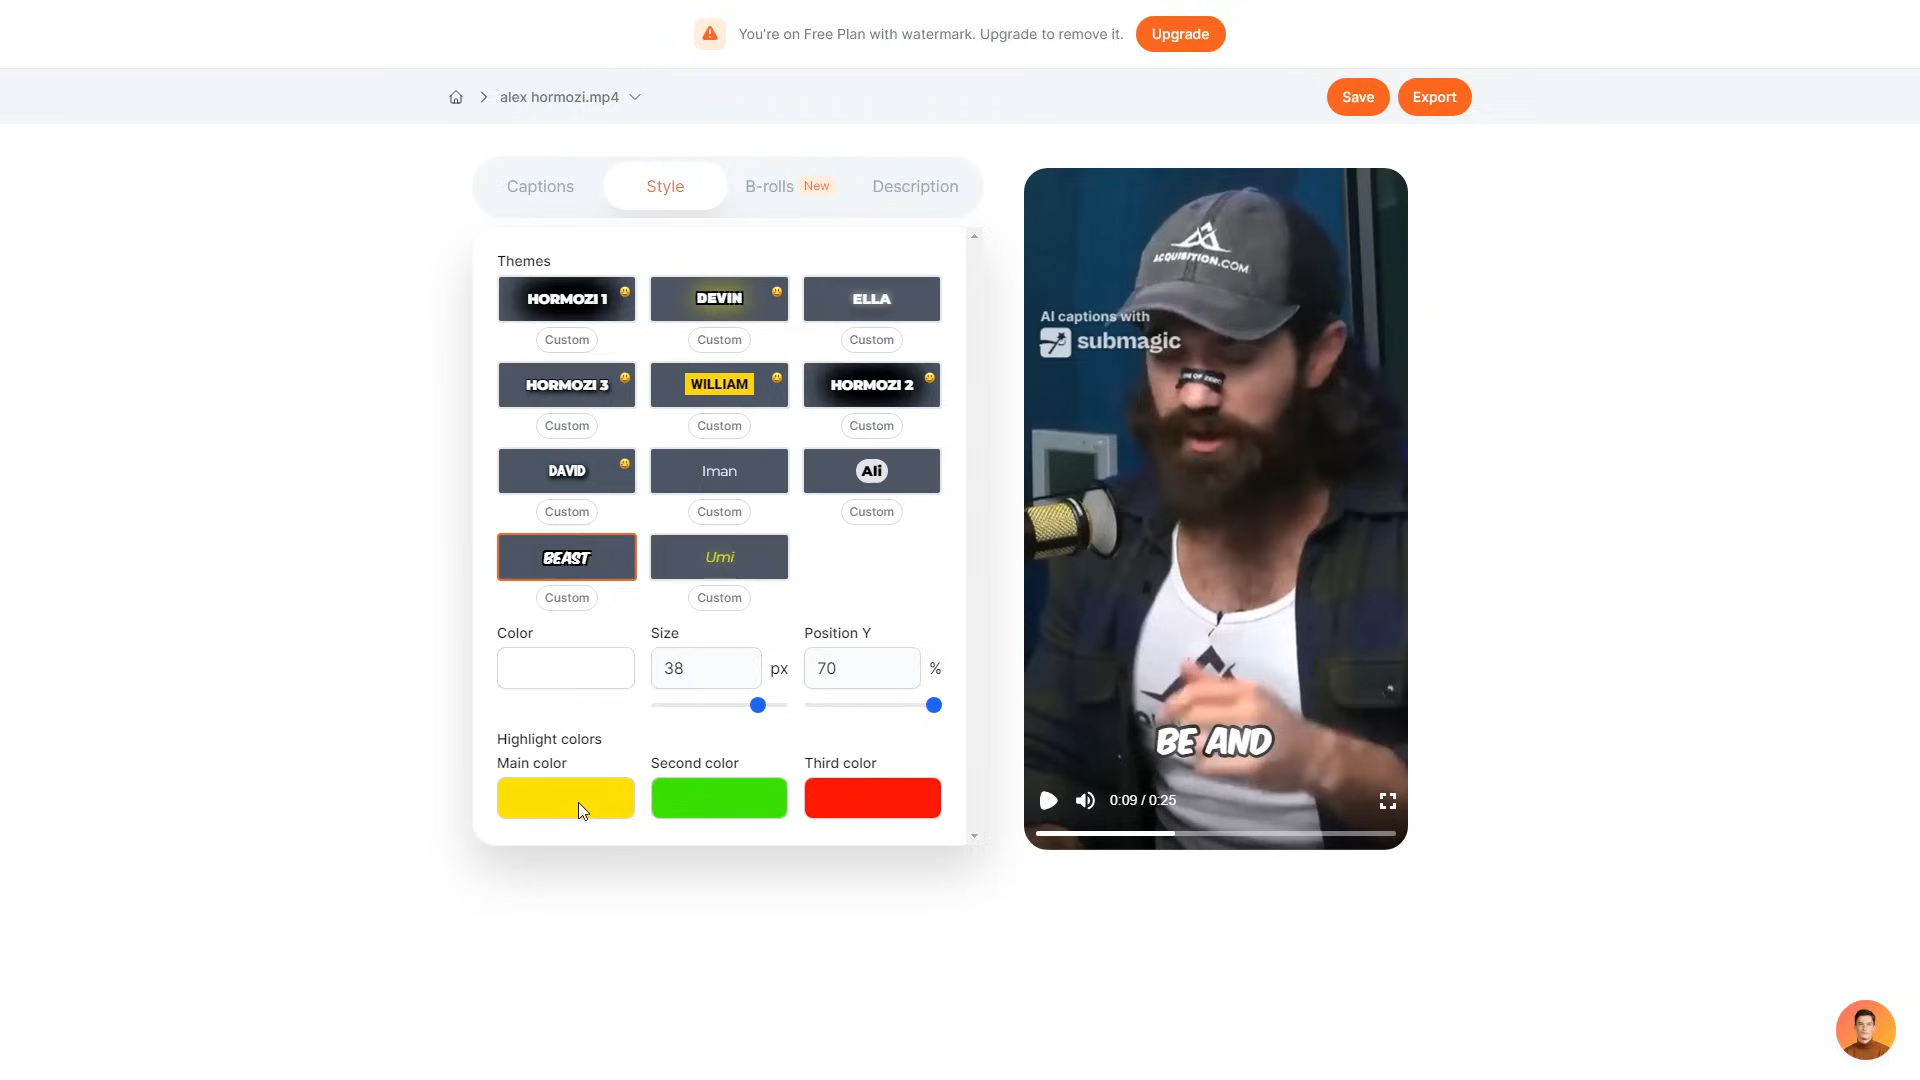 You're on Free Plan with watermark. Upgrade to remove it.
Upgrade
alex hormozi.mp4
Save
Export
Captions
Style
B-rolls New
Description
Themes
HORMOZI 1
DEVIN
ELLA
Custom
Custom
Custom
HORMOZI 3
WILLIAM
HORMOZI 2
Custom
Custom
Custom
DAVID
Iman
Ali
Custom
Custom
Custom
BEAST
Umi
Custom
Custom
Color
Size
Position Y
38 px
70 %
Highlight colors
Main color
Second color
Third color
ACQUISITION.COM
AI captions with
submagic
BE AND
0:09 / 0:25